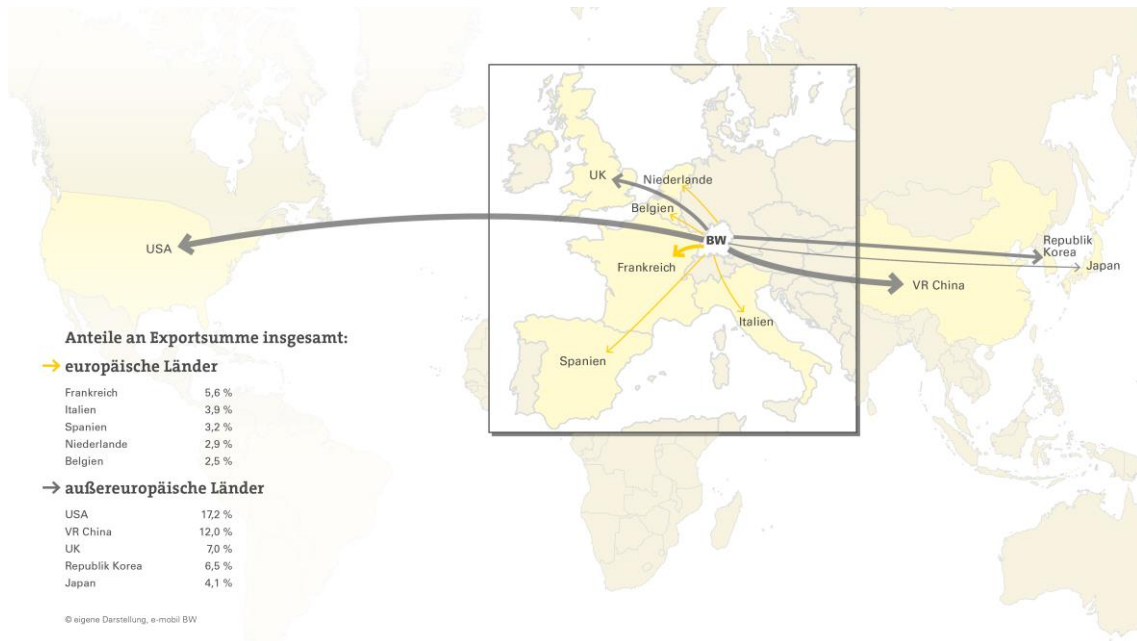 UK
Niederlande
Belgien
BW
USA
Frankreich
Republik
Korea
Japan
VR China
Italien
Spanien
Anteile an Exportsumme insgesamt:
europäische Länder
Frankreich 5,6 %
Italien 3,9 %
Spanien 3,2 %
Niederlande 2,9 %
Belgien 2,5 %
außereuropäische Länder
USA 17,2 %
VR China 12,0 %
UK 7,0 %
Republik Korea 6,5 %
Japan 4,1 %
© eigene Darstellung, e-mobil BW